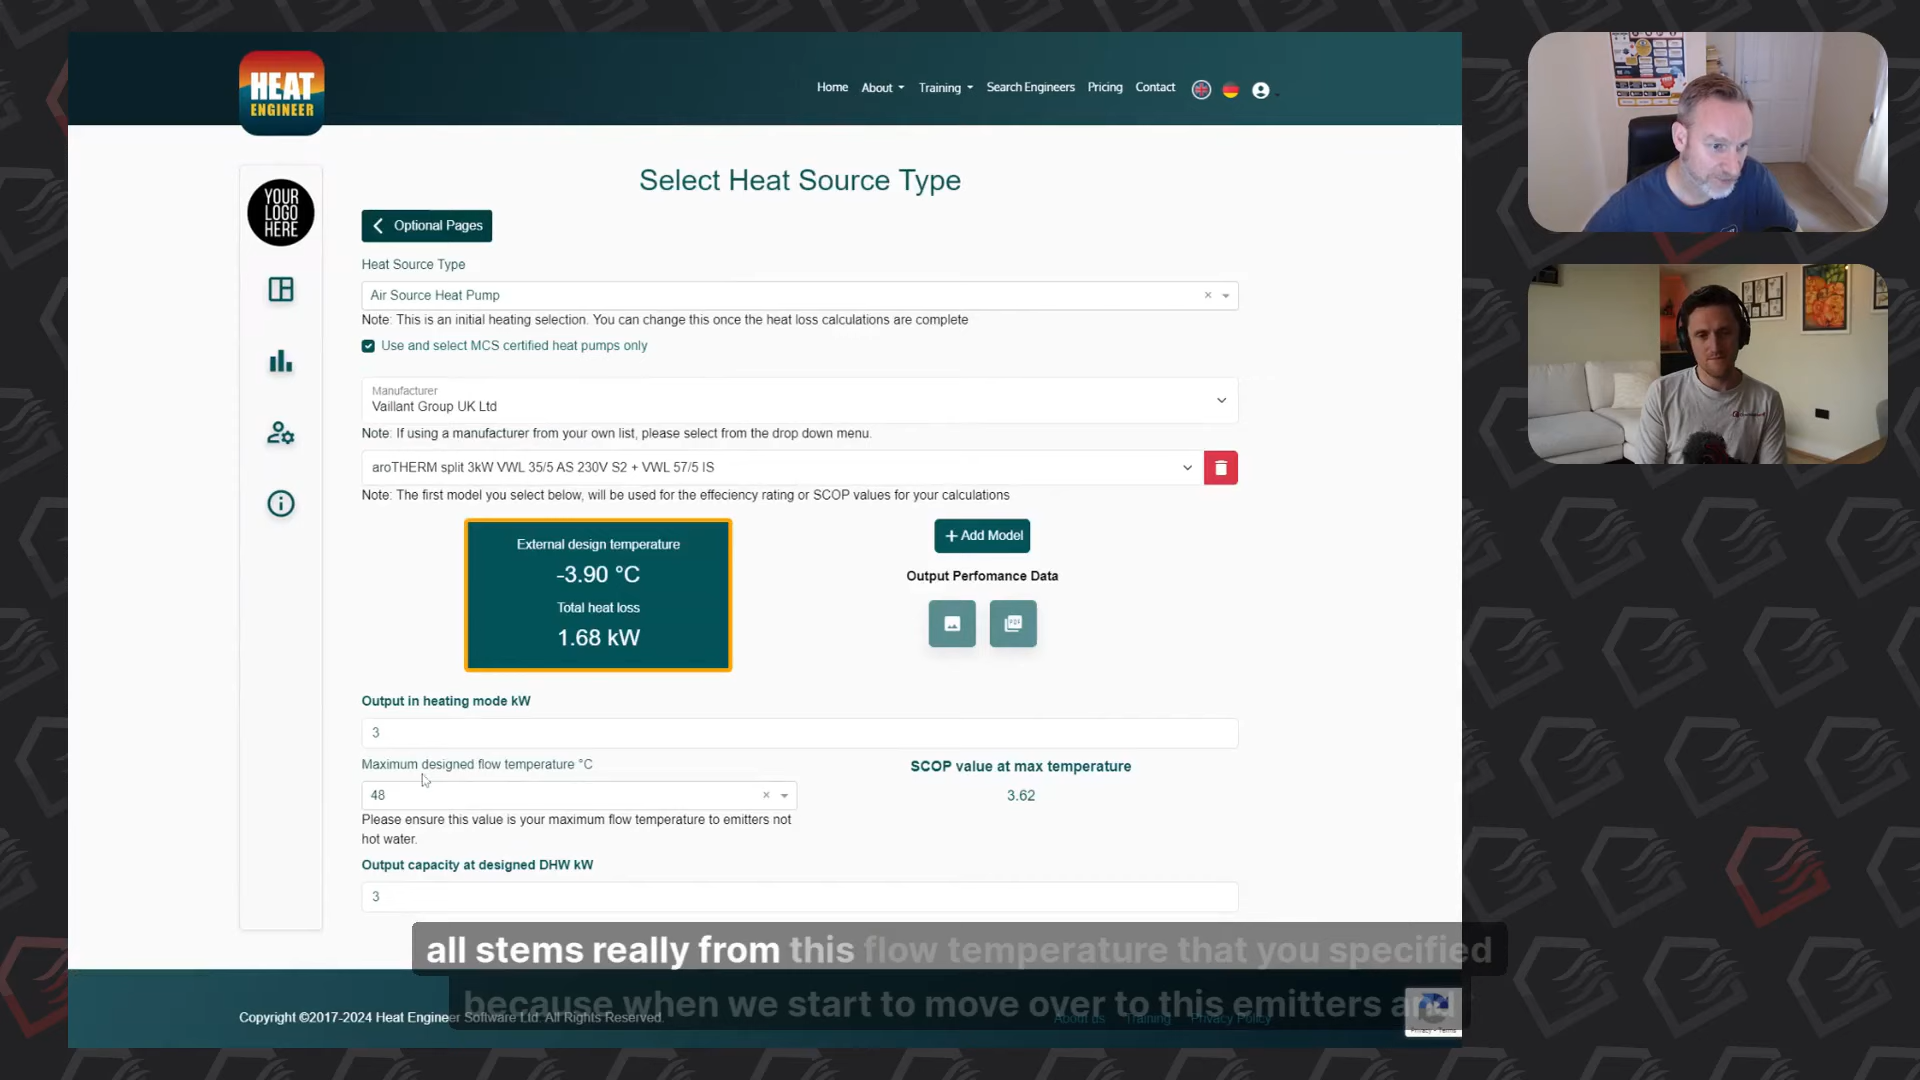 HEAT
ENGINEER
Home
About
Training
Search Engineers
Pricing
Contact
YOUR
LOGO
HERE
Select Heat Source Type
Optional Pages
Heat Source Type
Air Source Heat Pump
Note: This is an initial heating selection. You can change this once the heat loss calculations are complete
Use and select MCS certified heat pumps only
Manufacturer
Vaillant Group UK Ltd
Note: If using a manufacturer from your own list, please select from the drop down menu.
aroTHERM split 3kW VWL 35/5 AS 230V S2 + VWL 57/5 IS
Note: The first model you select below, will be used for the effeciency rating or SCOP values for your calculations
External design temperature
-3.90 °C
Total heat loss
1.68 kW
+ Add Model
Output Perfomance Data
Output in heating mode kW
3
Maximum designed flow temperature °C
48
Please ensure this value is your maximum flow temperature to emitters not
hot water.
SCOP value at max temperature
3.62
Output capacity at designed DHW kW
3
all stems really from this flow temperature that you specified
because when we start to move over to this emitters and
Copyright ©2017-2024 Heat Engineer Software Ltd. All Rights Reserved.
About us
Training
Privacy Policy